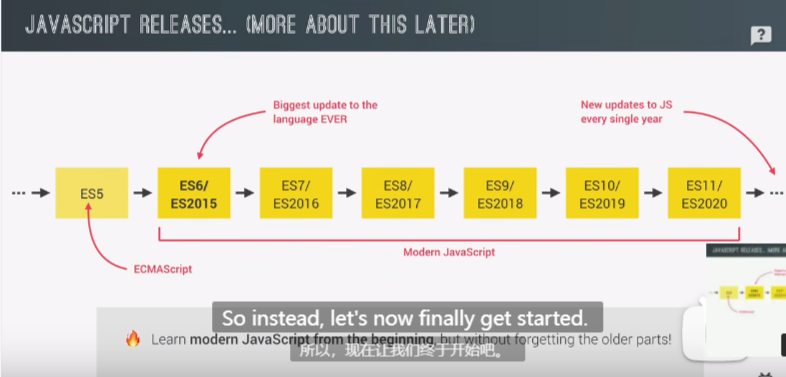 JAVASCRIPT RELEASES... (MORE ABOUT THIS LATER)
?
Biggest update to the
language EVER
New updates to JS
every single year
... ES5
ES6/
ES2015
ES7/
ES2016
ES8/
ES2017
ES9/
ES2018
ES10/
ES2019
ES11/
ES2020
...
Modern JavaScript
ECMAScript
So instead, let's now finally get started.
🔥 Learn modern JavaScript from the beginning, but without forgetting the older parts!
所以，现在让我们终于开始吧。